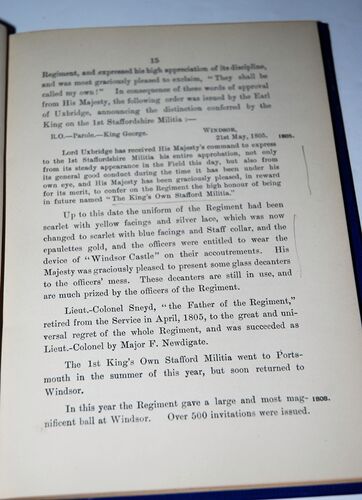 15
Regiment, and expressed his high appreciation of its discipline,
and was most graciously pleased to exclaim, "They shall be
called my own!" In consequence of these words of approval
from His Majesty, the following order was issued by the Earl
of Uxbridge, announcing the distinction conferred by the
King on the 1st Staffordshire Militia :—
R.O.—Parole.—King George.
WINDSOR,
21st May, 1805. 1805.
Lord Uxbridge has received His Majesty's command to express
to the 1st Staffordshire Militia his entire approbation, not only
from its steady appearance in the Field this day, but also from
its general good conduct during the time it has been under his
own eye, and His Majesty has been graciously pleased, in reward
for its merit, to confer on the Regiment the high honour of being
in future named "The King's Own Stafford Militia."
Up to this date the uniform of the Regiment had been
scarlet with yellow facings and silver lace, which was now
changed to scarlet with blue facings and Staff collar, and the
epaulettes gold, and the officers were entitled to wear the
device of "Windsor Castle" on their accoutrements. His
Majesty was graciously pleased to present some glass decanters
to the officers' mess. These decanters are still in use, and
are much prized by the officers of the Regiment.
Lieut.-Colonel Sneyd, "the Father of the Regiment,"
retired from the Service in April, 1805, to the great and uni-
versal regret of the whole Regiment, and was succeeded as
Lieut.-Colonel by Major F. Newdigate.
The 1st King's Own Stafford Militia went to Ports-
mouth in the summer of this year, but soon returned to
Windsor.
In this year the Regiment gave a large and most mag- 1808.
nificent ball at Windsor. Over 500 invitations were issued.